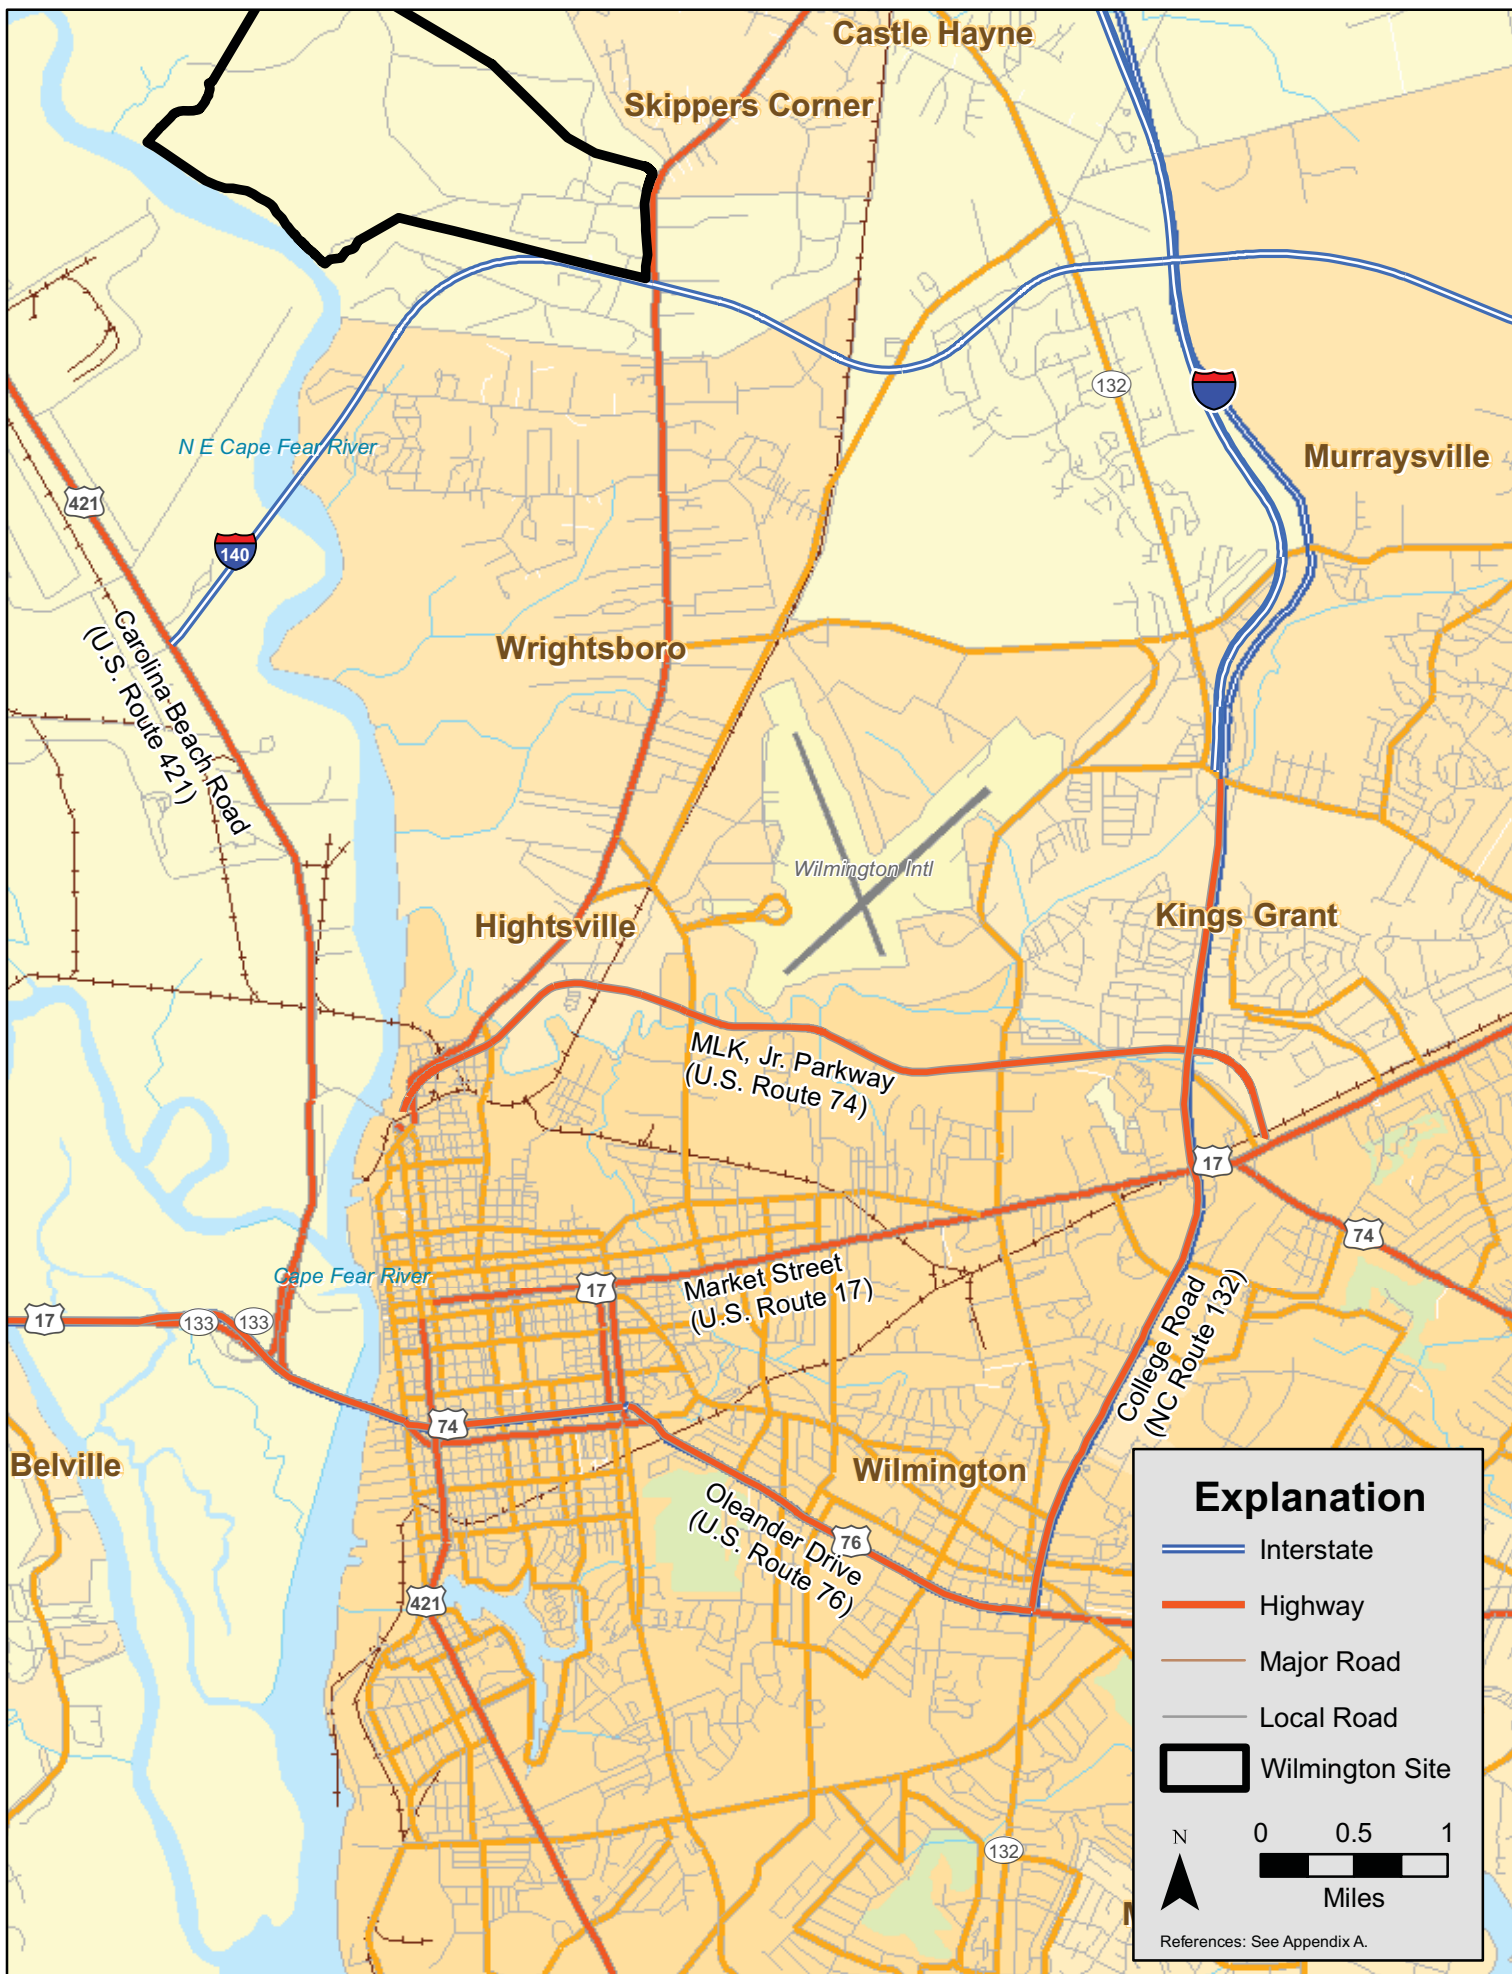 Castle Hayne
Skippers Corner
132
N E Cape Fear River
Murraysville
421
140
Carolina Beach Road
(U.S. Route 421)
Wrightsboro
Wilmington Intl
Hightsville
Kings Grant
MLK, Jr. Parkway
(U.S. Route 74)
17
74
Cape Fear River
17
Market Street
(U.S. Route 17)
17
133
133
College Road
(NC Route 132)
74
Belville
Wilmington
Oleander Drive
(U.S. Route 76)
76
421
132
Explanation
Interstate
Highway
Major Road
Local Road
Wilmington Site
N
0 0.5 1
Miles
References: See Appendix A.